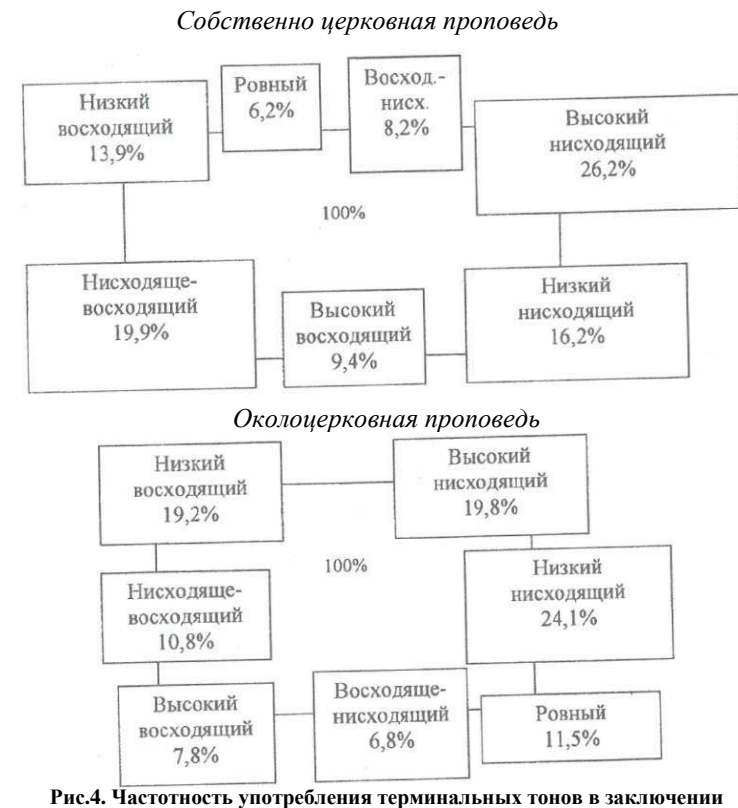 Собственно церковная проповедь
Низкий
восходящий
13,9%
Ровный
6,2%
Восход.-
нисх.
8,2%
Высокий
нисходящий
26,2%
100%
Нисходяще-
восходящий
19,9%
Высокий
восходящий
9,4%
Низкий
нисходящий
16,2%
Околоцерковная проповедь
Низкий
восходящий
19,2%
Высокий
нисходящий
19,8%
100%
Нисходяще-
восходящий
10,8%
Низкий
нисходящий
24,1%
Высокий
восходящий
7,8%
Восходяще-
нисходящий
6,8%
Ровный
11,5%
Рис.4. Частотность употребления терминальных тонов в заключении